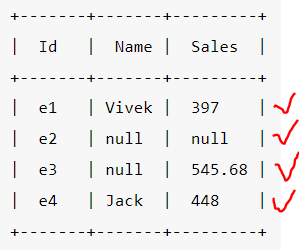 +-------+-------+---------+
|  Id   |  Name |  Sales  |
+-------+-------+---------+
|  e1   | Vivek |  397    | ✓
|  e2   | null  |  null   | ✓
|  e3   | null  |  545.68 | ✓
|  e4   | Jack  |  448    | ✓
+-------+-------+---------+